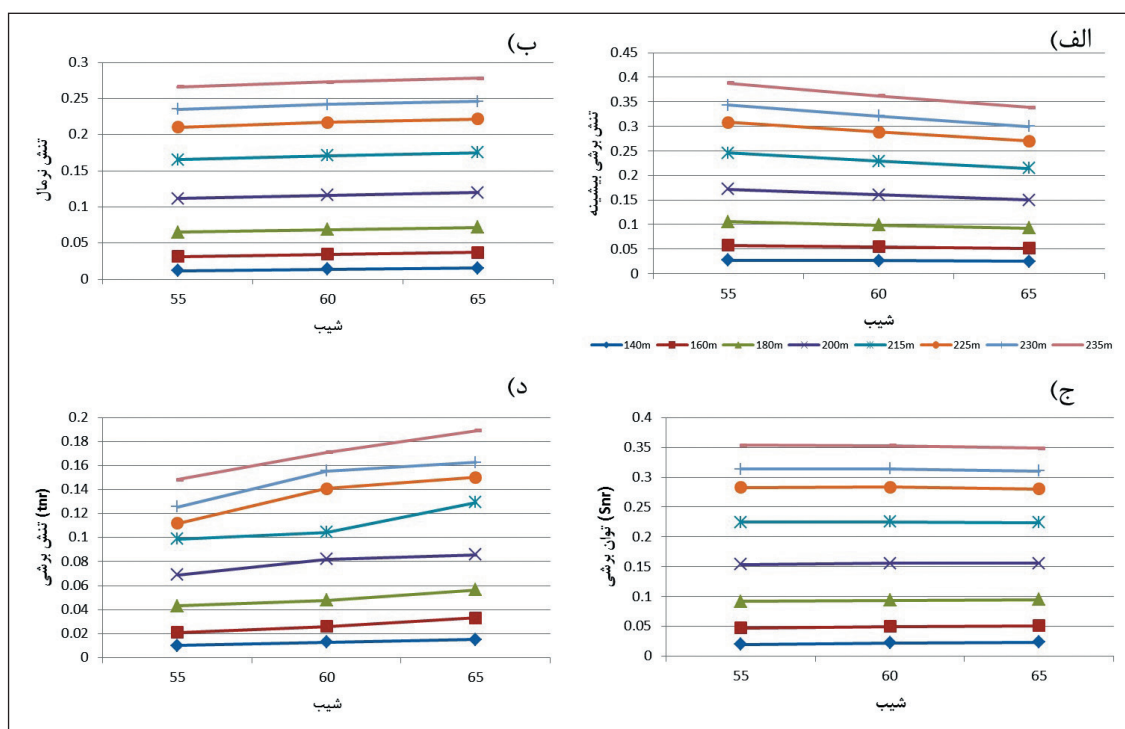 الف)
تنش برشی بیشینه
0.45
0.4
0.35
0.3
0.25
0.2
0.15
0.1
0.05
0
55 60 65
شیب
ب)
تنش نرمال
0.3
0.25
0.2
0.15
0.1
0.05
0
55 60 65
شیب
140m 160m 180m 200m 215m 225m 230m 235m
ج)
توان برشی (Snr)
0.4
0.35
0.3
0.25
0.2
0.15
0.1
0.05
0
55 60 65
شیب
د)
تنش برشی (tnr)
0.2
0.18
0.16
0.14
0.12
0.1
0.08
0.06
0.04
0.02
0
55 60 65
شیب